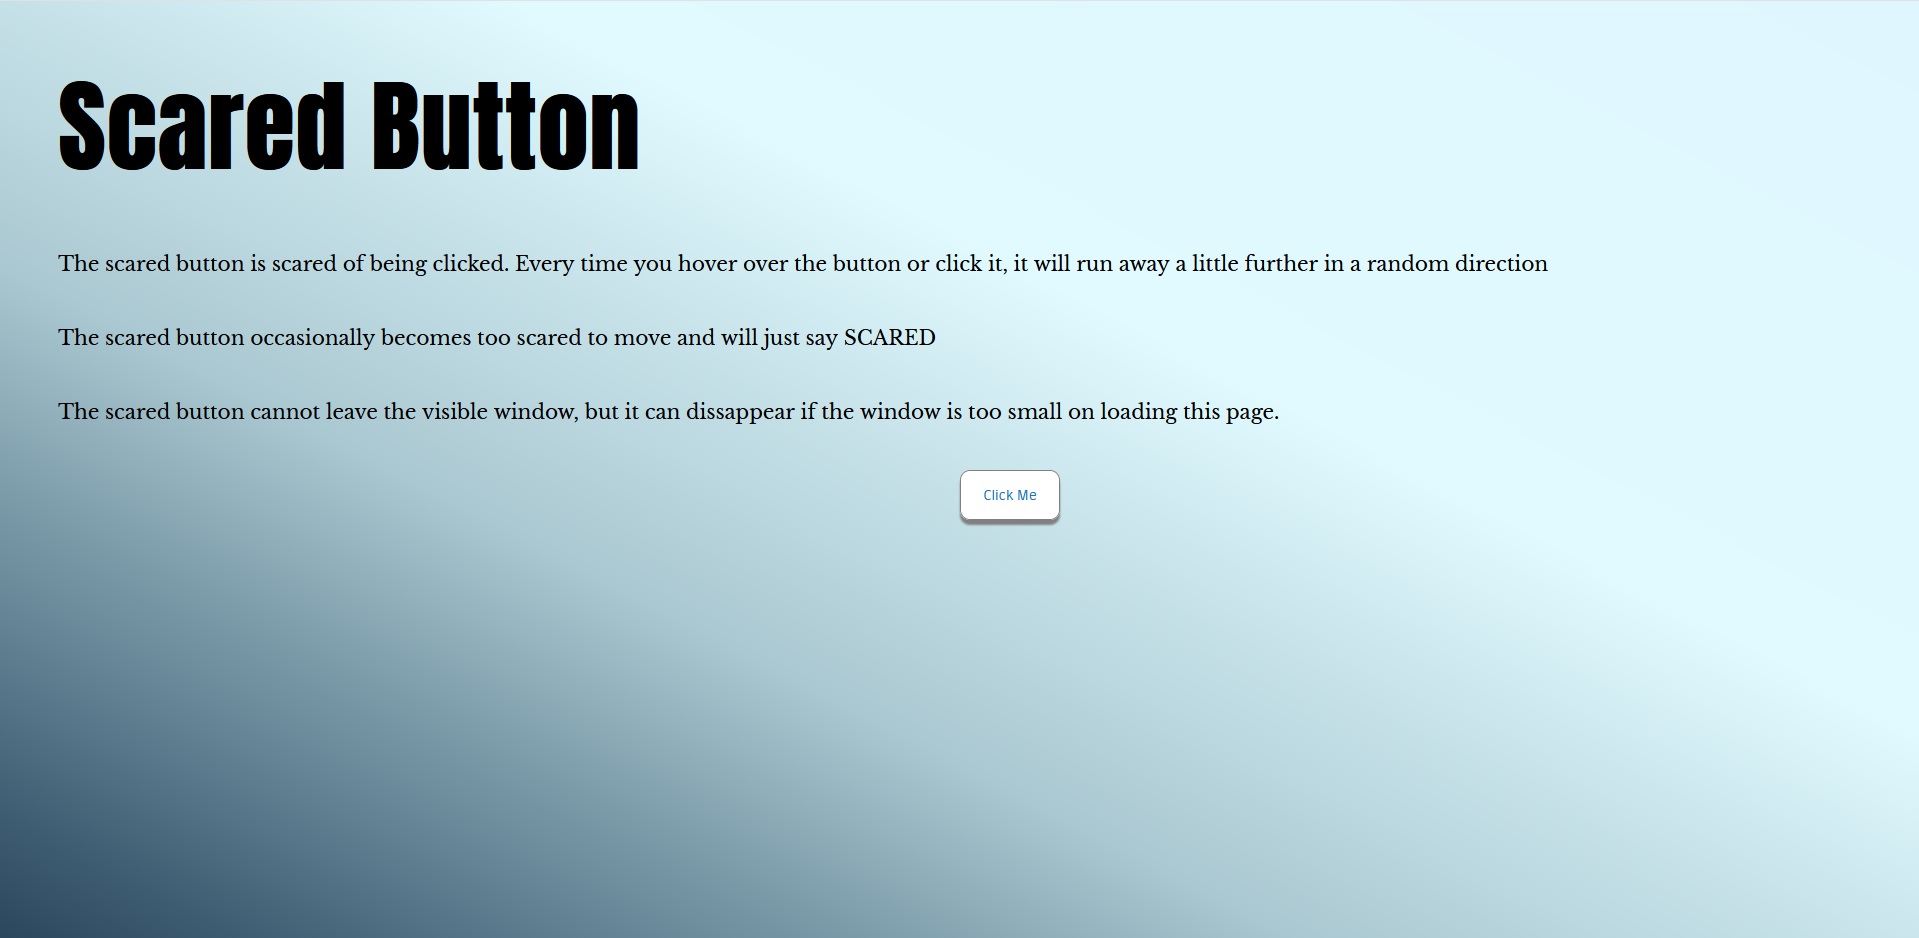 Scared Button
The scared button is scared of being clicked. Every time you hover over the button or click it, it will run away a little further in a random direction
The scared button occasionally becomes too scared to move and will just say SCARED
The scared button cannot leave the visible window, but it can dissappear if the window is too small on loading this page.
Click Me